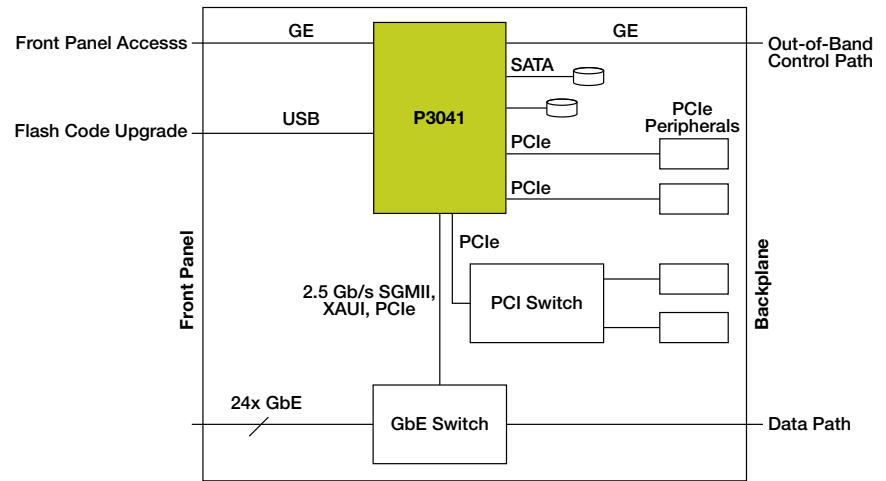 Front Panel Accesss
GE
GE
Out-of-Band
Control Path
SATA
P3041
Flash Code Upgrade
USB
PCIe
Peripherals
PCIe
PCIe
PCIe
Front Panel
Backplane
2.5 Gb/s SGMII,
XAUI, PCIe
PCI Switch
24x GbE
GbE Switch
Data Path